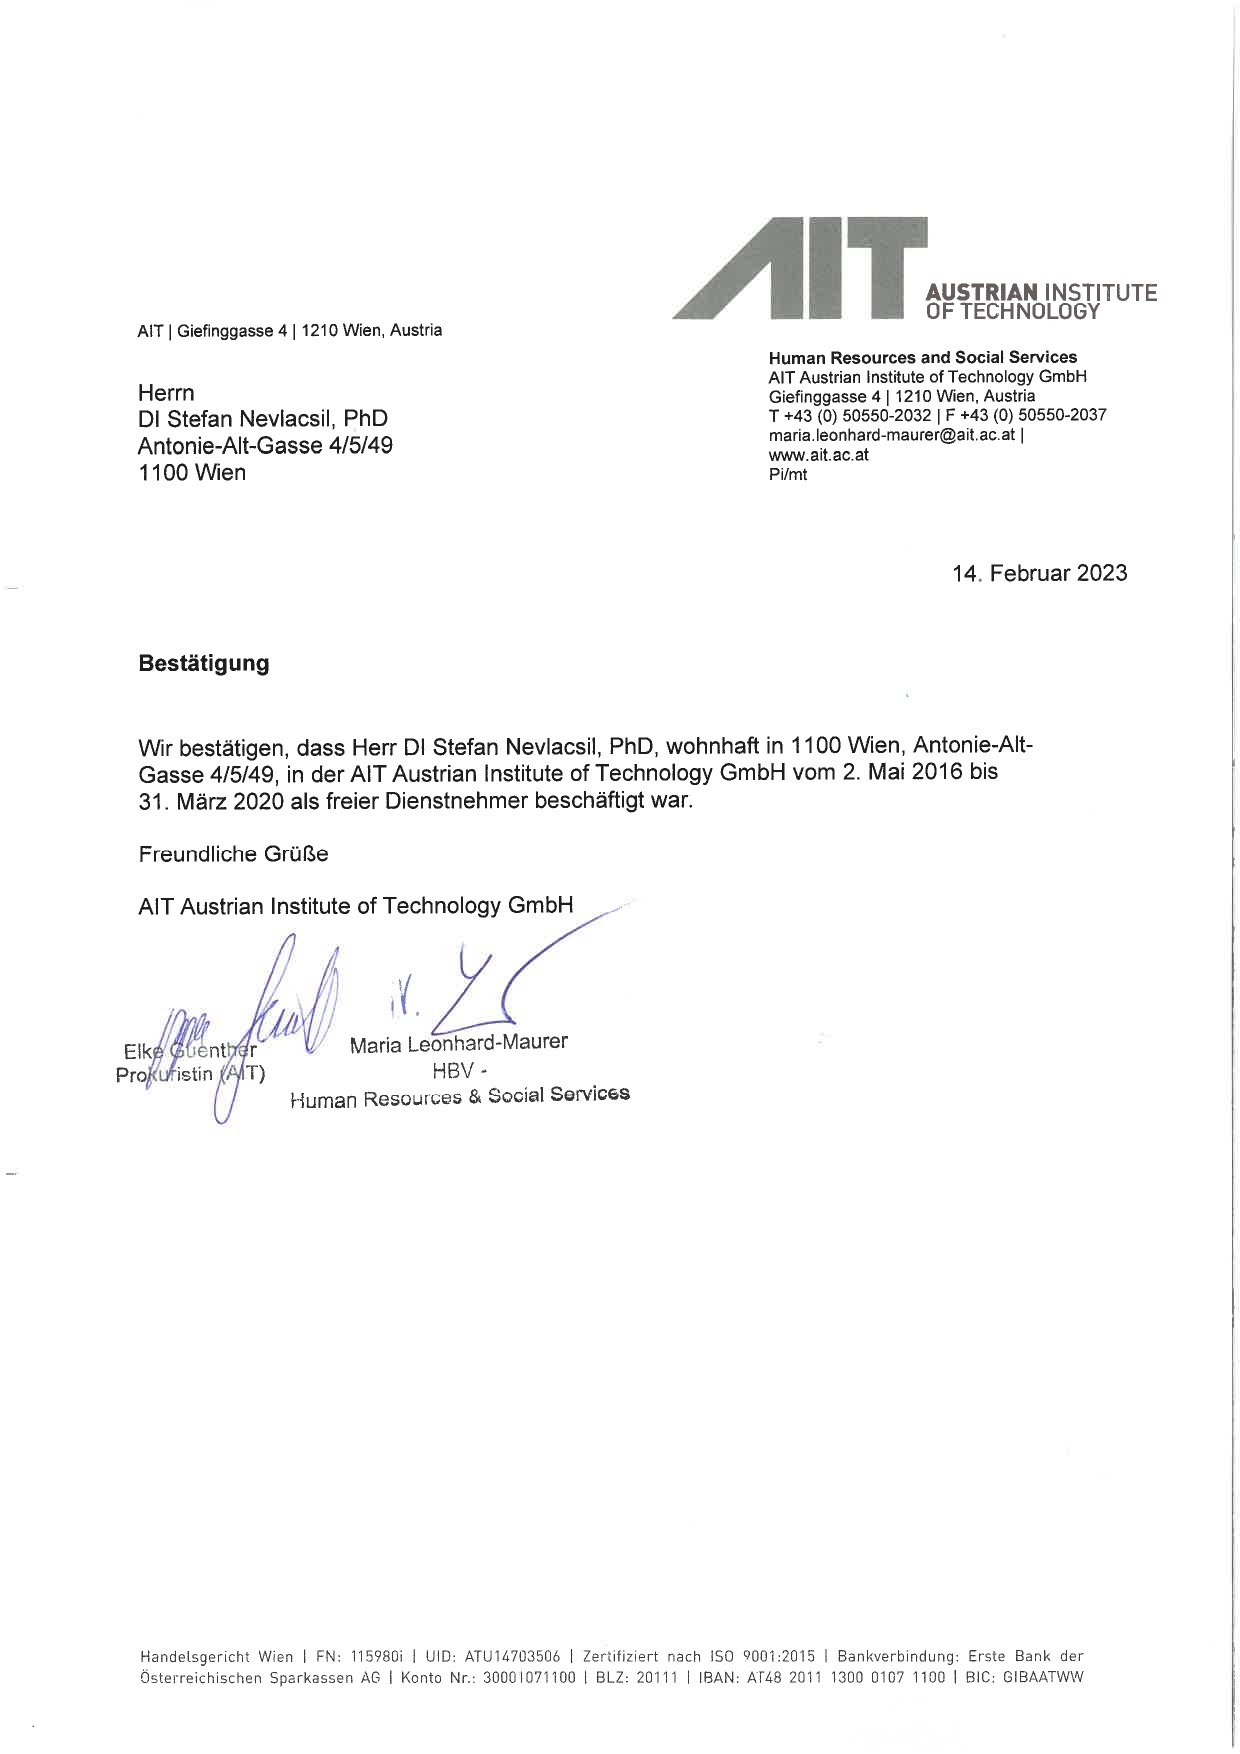 AIT
AUSTRIAN INSTITUTE
OF TECHNOLOGY
AIT | Giefinggasse 4 | 1210 Wien, Austria
Herrn
DI Stefan Nevlacsil, PhD
Antonie-Alt-Gasse 4/5/49
1100 Wien
Human Resources and Social Services
AIT Austrian Institute of Technology GmbH
Giefinggasse 4 | 1210 Wien, Austria
T +43 (0) 50550-2032 | F +43 (0) 50550-2037
maria.leonhard-maurer@ait.ac.at |
www.ait.ac.at
Pi/mt
14. Februar 2023
Bestätigung
Wir bestätigen, dass Herr DI Stefan Nevlacsil, PhD, wohnhaft in 1100 Wien, Antonie-Alt-
Gasse 4/5/49, in der AIT Austrian Institute of Technology GmbH vom 2. Mai 2016 bis
31. März 2020 als freier Dienstnehmer beschäftigt war.
Freundliche Grüße
AIT Austrian Institute of Technology GmbH
i.V.
Elke Guenther
Prokuristin (AIT)
Maria Leonhard-Maurer
HBV -
Human Resources & Social Services
Handelsgericht Wien | FN: 115980i | UID: ATU14703506 | Zertifiziert nach ISO 9001:2015 | Bankverbindung: Erste Bank der
Österreichischen Sparkassen AG | Konto Nr.: 30001071100 | BLZ: 20111 | IBAN: AT48 2011 1300 0107 1100 | BIC: GIBAATWW